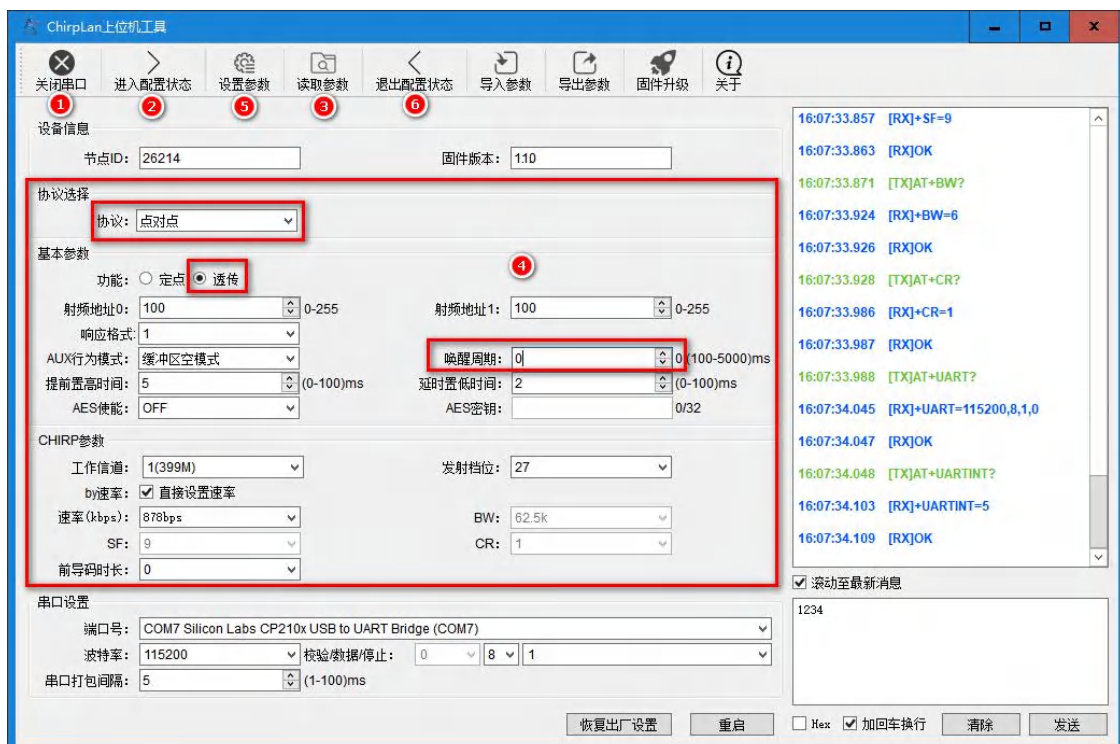 ChirpLan上位机工具
关闭串口 进入配置状态 设置参数 读取参数 退出配置状态 导入参数 导出参数 固件升级 关于
1 2 5 3 6
设备信息
节点ID: 26214 固件版本: 1.10
协议选择
协议: 点对点
基本参数
4
功能: 定点 透传
射频地址0: 100 0-255 射频地址1: 100 0-255
响应格式: 1
AUX行为模式: 缓冲区空模式 唤醒周期: 0 0,(100-5000)ms
提前置高时间: 5 (0-100)ms 延时置低时间: 2 (0-100)ms
AES使能: OFF AES密钥: 0/32
CHIRP参数
工作信道: 1(399M) 发射档位: 27
by速率: 直接设置速率
速率(kbps): 878bps BW: 62.5k
SF: 9 CR: 1
前导码时长: 0
串口设置
端口号: COM7 Silicon Labs CP210x USB to UART Bridge (COM7)
波特率: 115200 校验/数据/停止: 0 8 1
串口打包间隔: 5 (1-100)ms
恢复出厂设置 重启
16:07:33.857 [RX]+SF=9
16:07:33.863 [RX]OK
16:07:33.871 [TX]AT+BW?
16:07:33.924 [RX]+BW=6
16:07:33.926 [RX]OK
16:07:33.928 [TX]AT+CR?
16:07:33.986 [RX]+CR=1
16:07:33.987 [RX]OK
16:07:33.988 [TX]AT+UART?
16:07:34.045 [RX]+UART=115200,8,1,0
16:07:34.047 [RX]OK
16:07:34.048 [TX]AT+UARTINT?
16:07:34.103 [RX]+UARTINT=5
16:07:34.109 [RX]OK
滚动至最新消息
1234
Hex 加回车换行 清除 发送